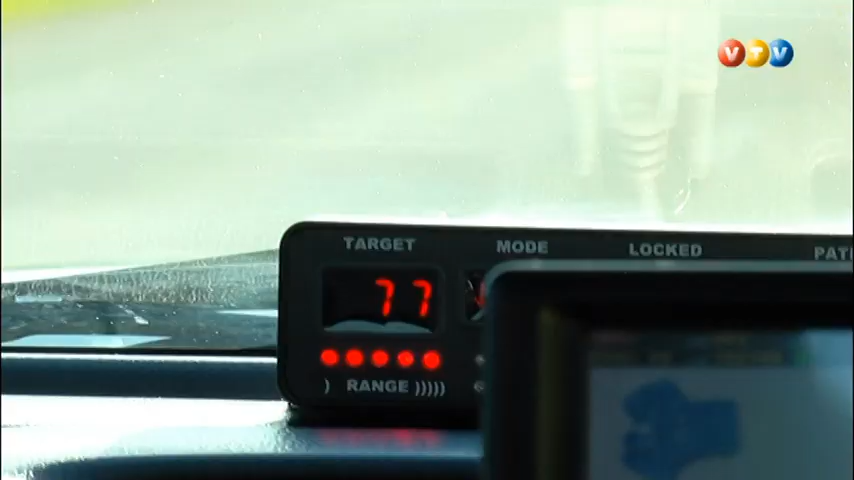 VTV
TARGET MODE LOCKED
77
) RANGE )))))